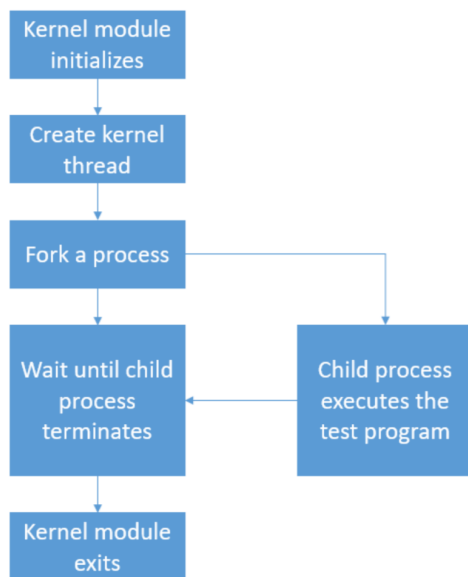 Kernel module
initializes
Create kernel
thread
Fork a process
Wait until child
process
terminates
Child process
executes the
test program
Kernel module
exits